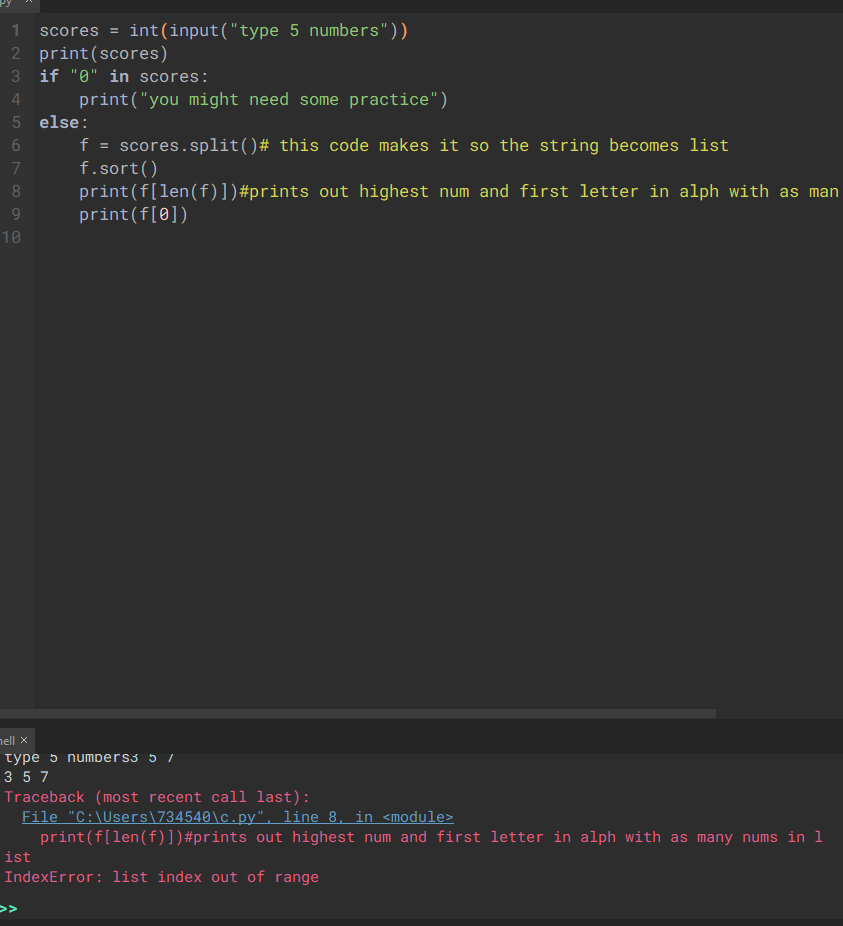 py ×
1 scores = int(input("type 5 numbers"))
2 print(scores)
3 if "0" in scores:
4 print("you might need some practice")
5 else:
6 f = scores.split()# this code makes it so the string becomes list
7 f.sort()
8 print(f[len(f)])#prints out highest num and first letter in alph with as man
9 print(f[0])
10
hell ×
type 5 numbers3 5 7
3 5 7
Traceback (most recent call last):
File "C:\Users\734540\c.py", line 8, in <module>
print(f[len(f)])#prints out highest num and first letter in alph with as many nums in l
ist
IndexError: list index out of range
>>